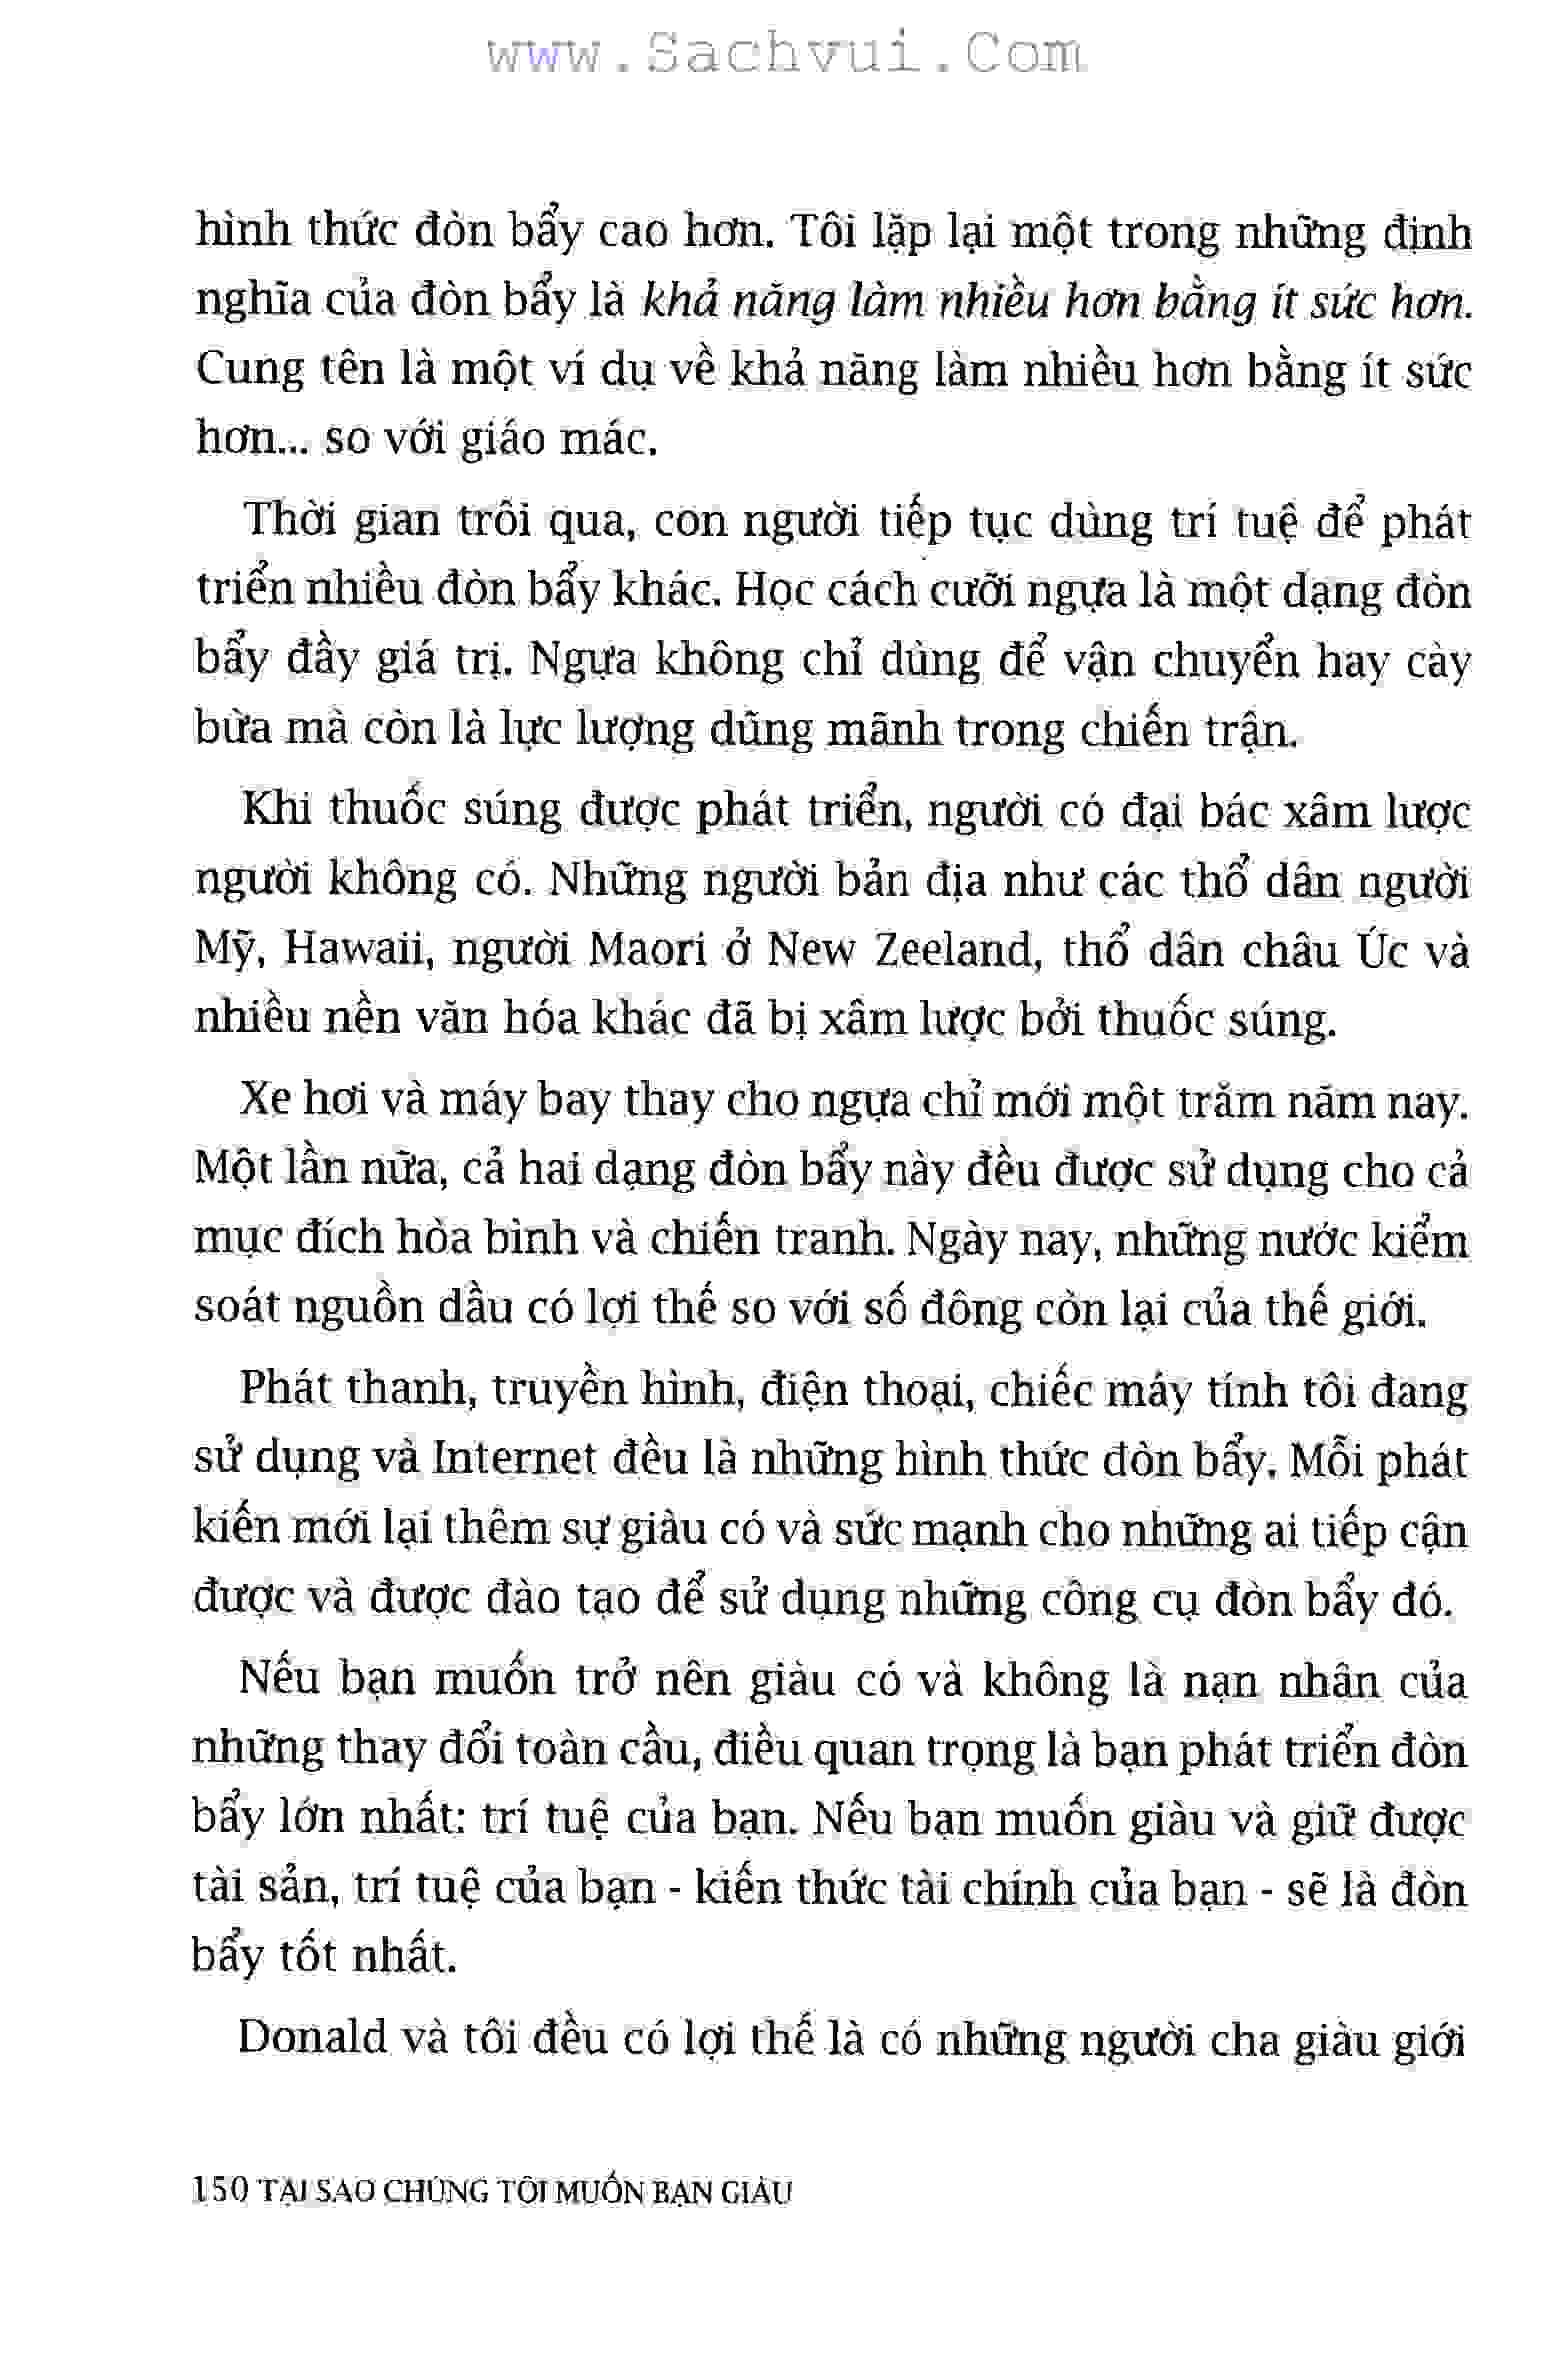 www.Sachvui.Com
hình thức đòn bẩy cao hơn. Tôi lặp lại một trong những định
nghĩa của đòn bẩy là khả năng làm nhiều hơn bằng ít sức hơn.
Cung tên là một ví dụ về khả năng làm nhiều hơn bằng ít sức
hơn... so với giáo mác.
Thời gian trôi qua, con người tiếp tục dùng trí tuệ để phát
triển nhiều đòn bẩy khác. Học cách cưỡi ngựa là một dạng đòn
bẩy đầy giá trị. Ngựa không chỉ dùng để vận chuyển hay cày
bừa mà còn là lực lượng dũng mãnh trong chiến trận.
Khi thuốc súng được phát triển, người có đại bác xâm lược
người không có. Những người bản địa như các thổ dân người
Mỹ, Hawaii, người Maori ở New Zeeland, thổ dân châu Úc và
nhiều nền văn hóa khác đã bị xâm lược bởi thuốc súng.
Xe hơi và máy bay thay cho ngựa chỉ mới một trăm năm nay.
Một lần nữa, cả hai dạng đòn bẩy này đều được sử dụng cho cả
mục đích hòa bình và chiến tranh. Ngày nay, những nước kiểm
soát nguồn dầu có lợi thế so với số đông còn lại của thế giới.
Phát thanh, truyền hình, điện thoại, chiếc máy tính tôi đang
sử dụng và Internet đều là những hình thức đòn bẩy. Mỗi phát
kiến mới lại thêm sự giàu có và sức mạnh cho những ai tiếp cận
được và được đào tạo để sử dụng những công cụ đòn bẩy đó.
Nếu bạn muốn trở nên giàu có và không là nạn nhân của
những thay đổi toàn cầu, điều quan trọng là bạn phát triển đòn
bẩy lớn nhất: trí tuệ của bạn. Nếu bạn muốn giàu và giữ được
tài sản, trí tuệ của bạn - kiến thức tài chính của bạn - sẽ là đòn
bẩy tốt nhất.
Donald và tôi đều có lợi thế là có những người cha giàu giới
150 TẠI SAO CHÚNG TÔI MUỐN BẠN GIÀU